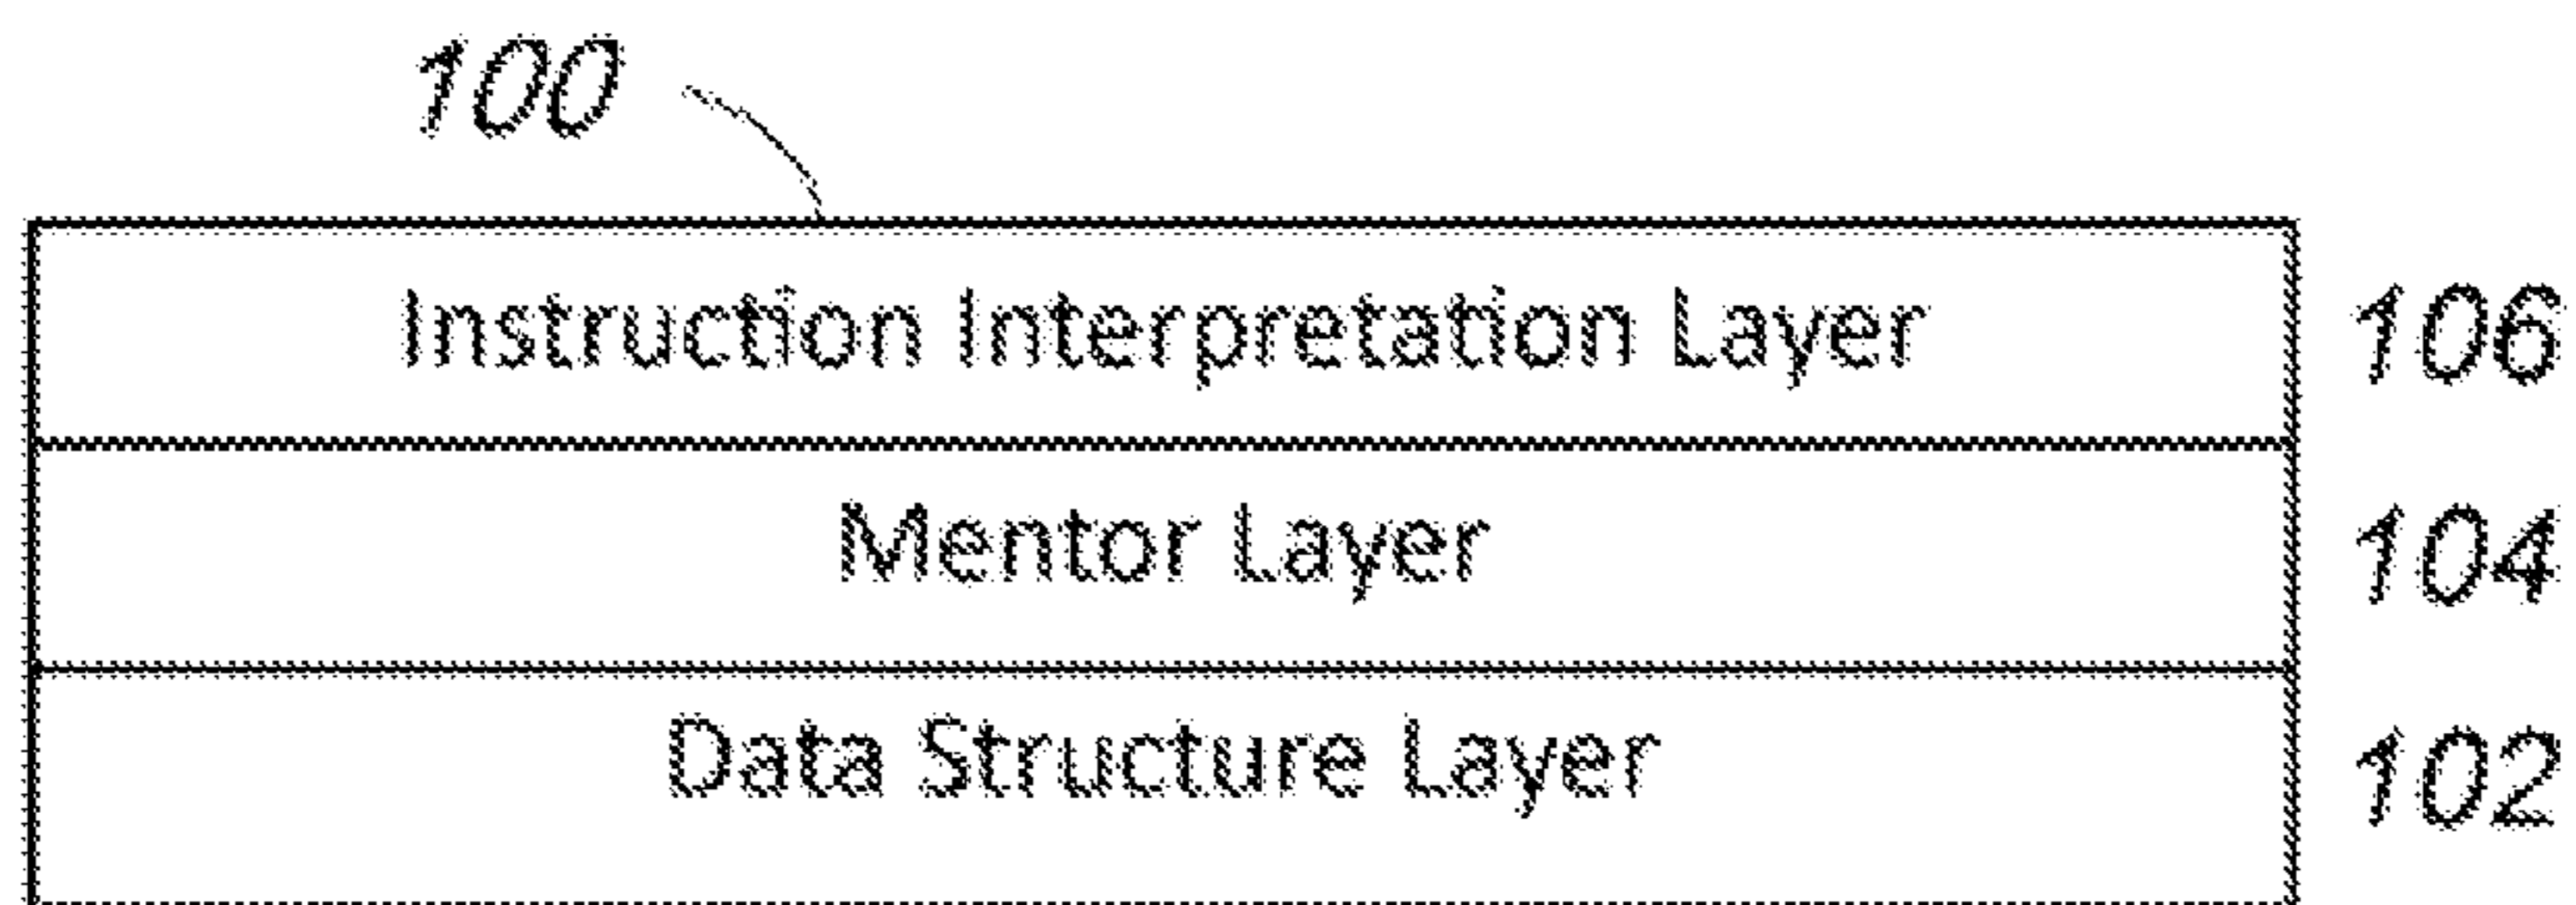 100
Instruction Interpretation Layer 106
Mentor Layer 104
Data Structure Layer 102